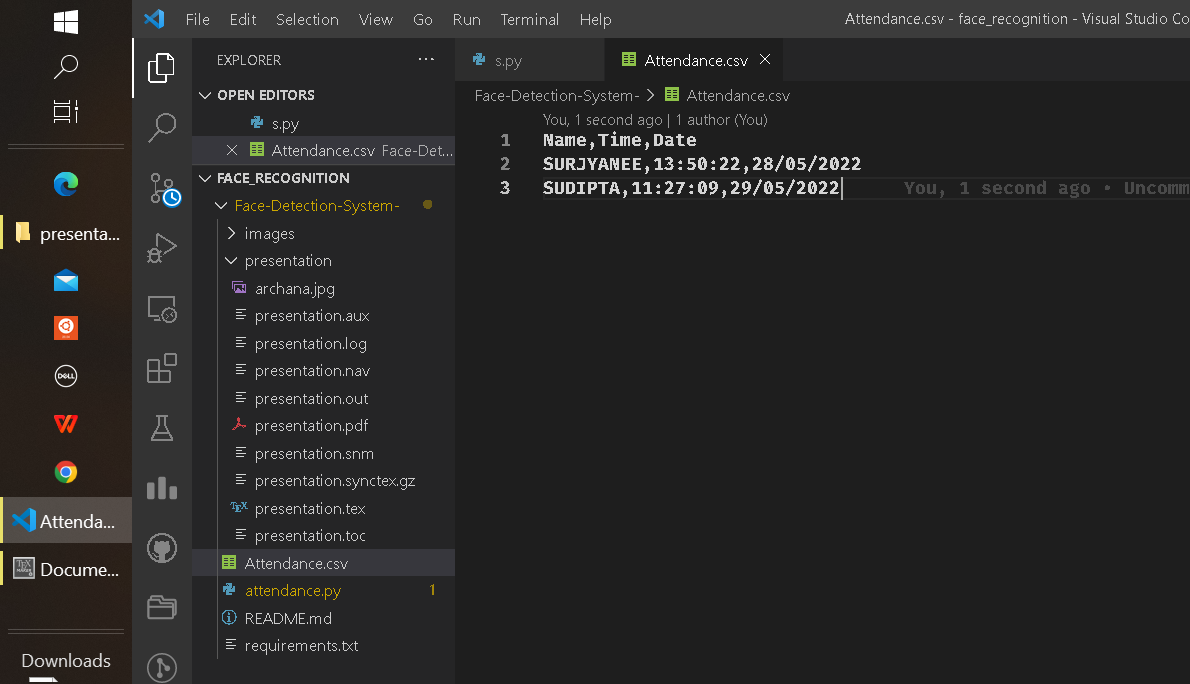 File Edit Selection View Go Run Terminal Help
Attendance.csv - face_recognition - Visual Studio Co
EXPLORER
OPEN EDITORS
s.py
Attendance.csv Face-Det...
FACE_RECOGNITION
Face-Detection-System-
images
presentation
archana.jpg
presentation.aux
presentation.log
presentation.nav
presentation.out
presentation.pdf
presentation.snm
presentation.synctex.gz
TEX presentation.tex
presentation.toc
Attendance.csv
attendance.py 1
README.md
requirements.txt
s.py
Attendance.csv
Face-Detection-System- > Attendance.csv
You, 1 second ago | 1 author (You)
1 Name,Time,Date
2 SURJYANEE,13:50:22,28/05/2022
3 SUDIPTA,11:27:09,29/05/2022 You, 1 second ago • Uncomm
presenta...
DELL
Attenda...
Docume...
Downloads